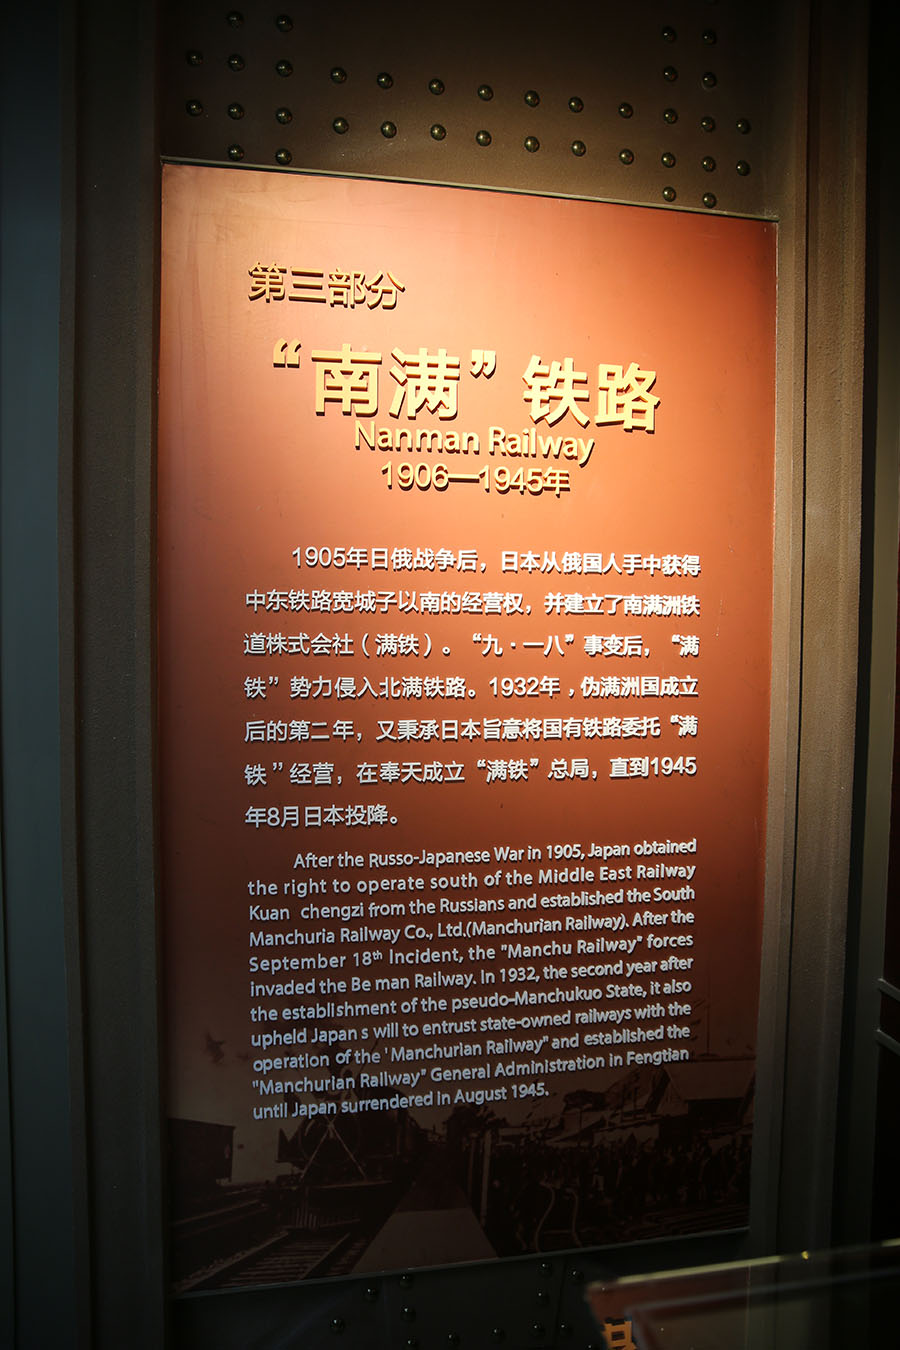 第三部分
“南满”铁路
Nanman Railway
1906—1945年
1905年日俄战争后，日本从俄国人手中获得
中东铁路宽城子以南的经营权，并建立了南满洲铁
道株式会社（满铁）。“九·一八”事变后，“满
铁”势力侵入北满铁路。1932年，伪满洲国成立
后的第二年，又秉承日本旨意将国有铁路委托“满
铁”经营，在奉天成立“满铁”总局，直到1945
年8月日本投降。
After the Russo-Japanese War in 1905, Japan obtained
the right to operate south of the Middle East Railway
Kuan chengzi from the Russians and established the South
Manchuria Railway Co., Ltd.(Manchurian Railway). After the
September 18th Incident, the "Manchu Railway" forces
invaded the Be man Railway. In 1932, the second year after
the establishment of the pseudo-Manchukuo State, it also
upheld Japan s will to entrust state-owned railways with the
operation of the 'Manchurian Railway" and established the
"Manchurian Railway" General Administration in Fengtian
until Japan surrendered in August 1945.